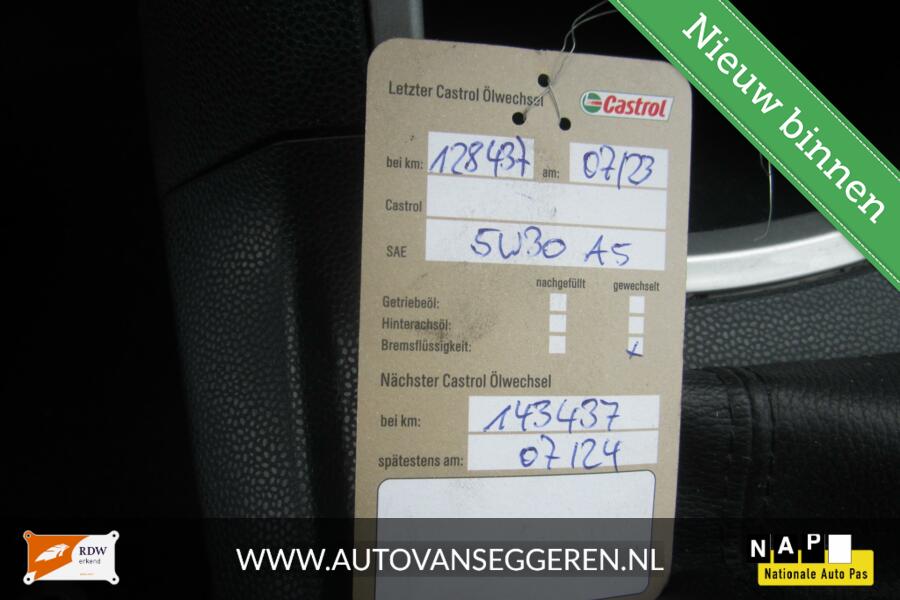 Nieuw binnen
Letzter Castrol Ölwechsel
Castrol
bei km: 128437 am: 07/23
Castrol
SAE 5W30 A5
nachgefüllt gewechselt
Getriebeöl:
Hinterachsöl:
Bremsflüssigkeit: x
Nächster Castrol Ölwechsel
bei km: 143437
spätestens am: 07/24
RDW
erkend
WWW.AUTOVANSEGGEREN.NL
NAP
Nationale Auto Pas